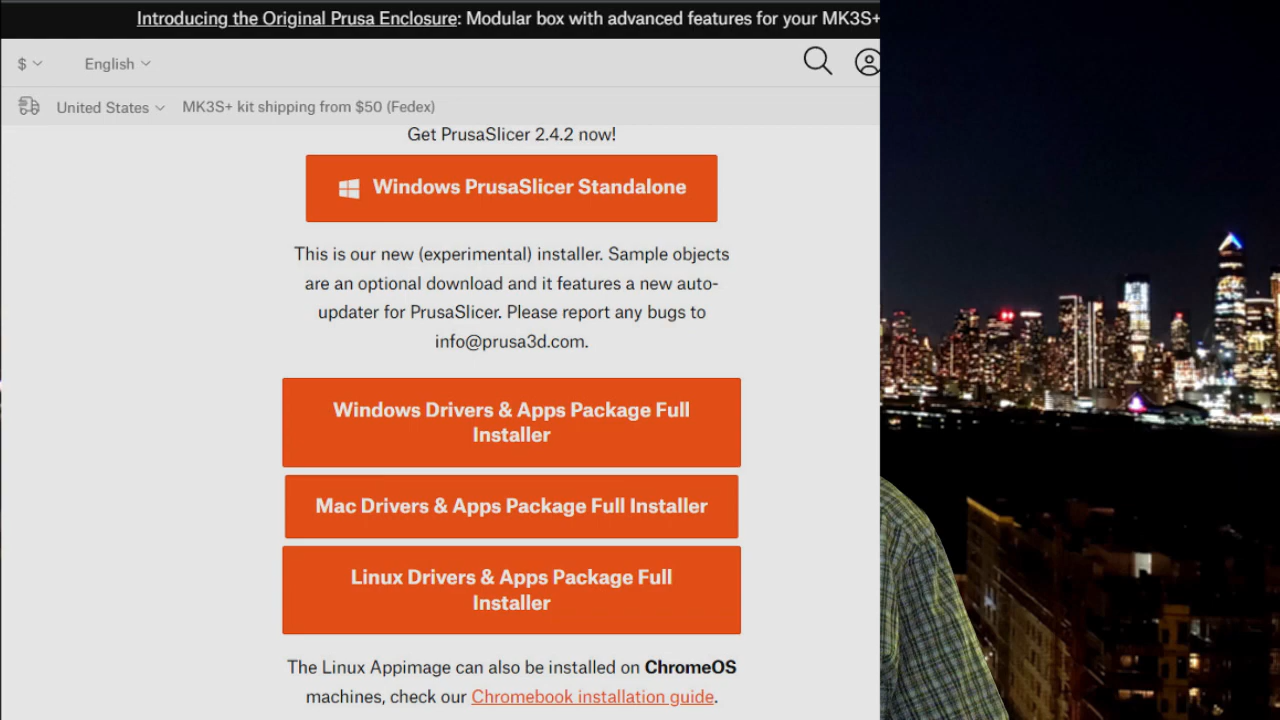 Introducing the Original Prusa Enclosure: Modular box with advanced features for your MK3S+
$
English
United States
MK3S+ kit shipping from $50 (Fedex)
Get PrusaSlicer 2.4.2 now!
Windows PrusaSlicer Standalone
This is our new (experimental) installer. Sample objects
are an optional download and it features a new auto-
updater for PrusaSlicer. Please report any bugs to
info@prusa3d.com.
Windows Drivers & Apps Package Full
Installer
Mac Drivers & Apps Package Full Installer
Linux Drivers & Apps Package Full
Installer
The Linux Appimage can also be installed on ChromeOS
machines, check our Chromebook installation guide.